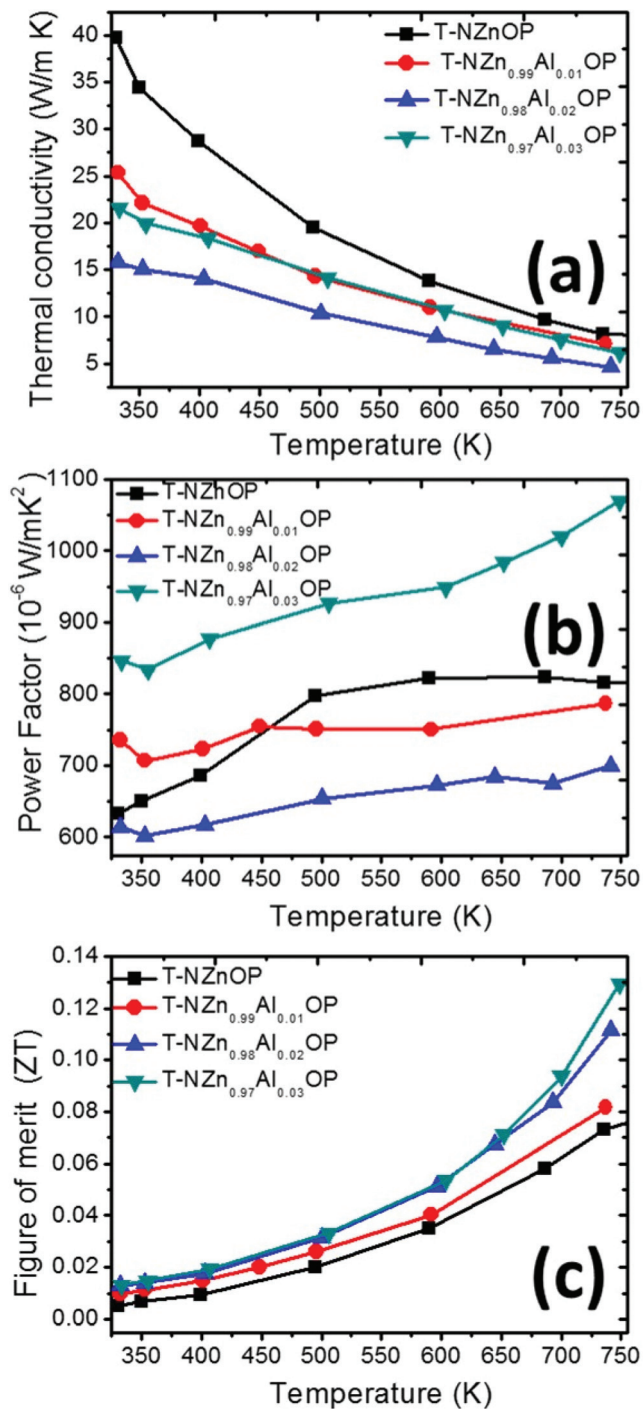 T-NZnOP
T-NZn0.99Al0.01OP
T-NZn0.98Al0.02OP
T-NZn0.97Al0.03OP
40
35
30
25
20
15
10
5
Thermal conductivity (W/m K)
(a)
350 400 450 500 550 600 650 700 750
Temperature (K)
T-NZnOP
T-NZn0.99Al0.01OP
T-NZn0.98Al0.02OP
T-NZn0.97Al0.03OP
1100
1000
900
800
700
600
Power Factor (10-6 W/mK2)
(b)
350 400 450 500 550 600 650 700 750
Temperature (K)
T-NZnOP
T-NZn0.99Al0.01OP
T-NZn0.98Al0.02OP
T-NZn0.97Al0.03OP
0.14
0.12
0.10
0.08
0.06
0.04
0.02
0.00
Figure of merit (ZT)
(c)
350 400 450 500 550 600 650 700 750
Temperature (K)